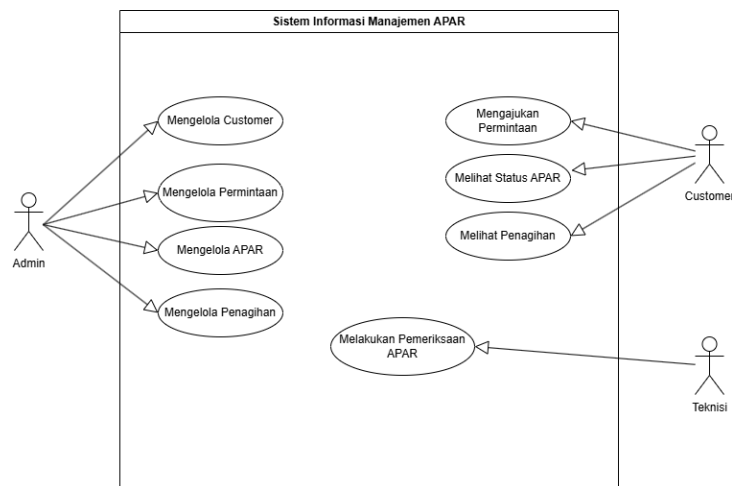 Sistem Informasi Manajemen APAR
Mengelola Customer
Mengelola Permintaan
Mengelola APAR
Mengelola Penagihan
Admin
Mengajukan
Permintaan
Melihat Status APAR
Melihat Penagihan
Customer
Melakukan Pemeriksaan
APAR
Teknisi